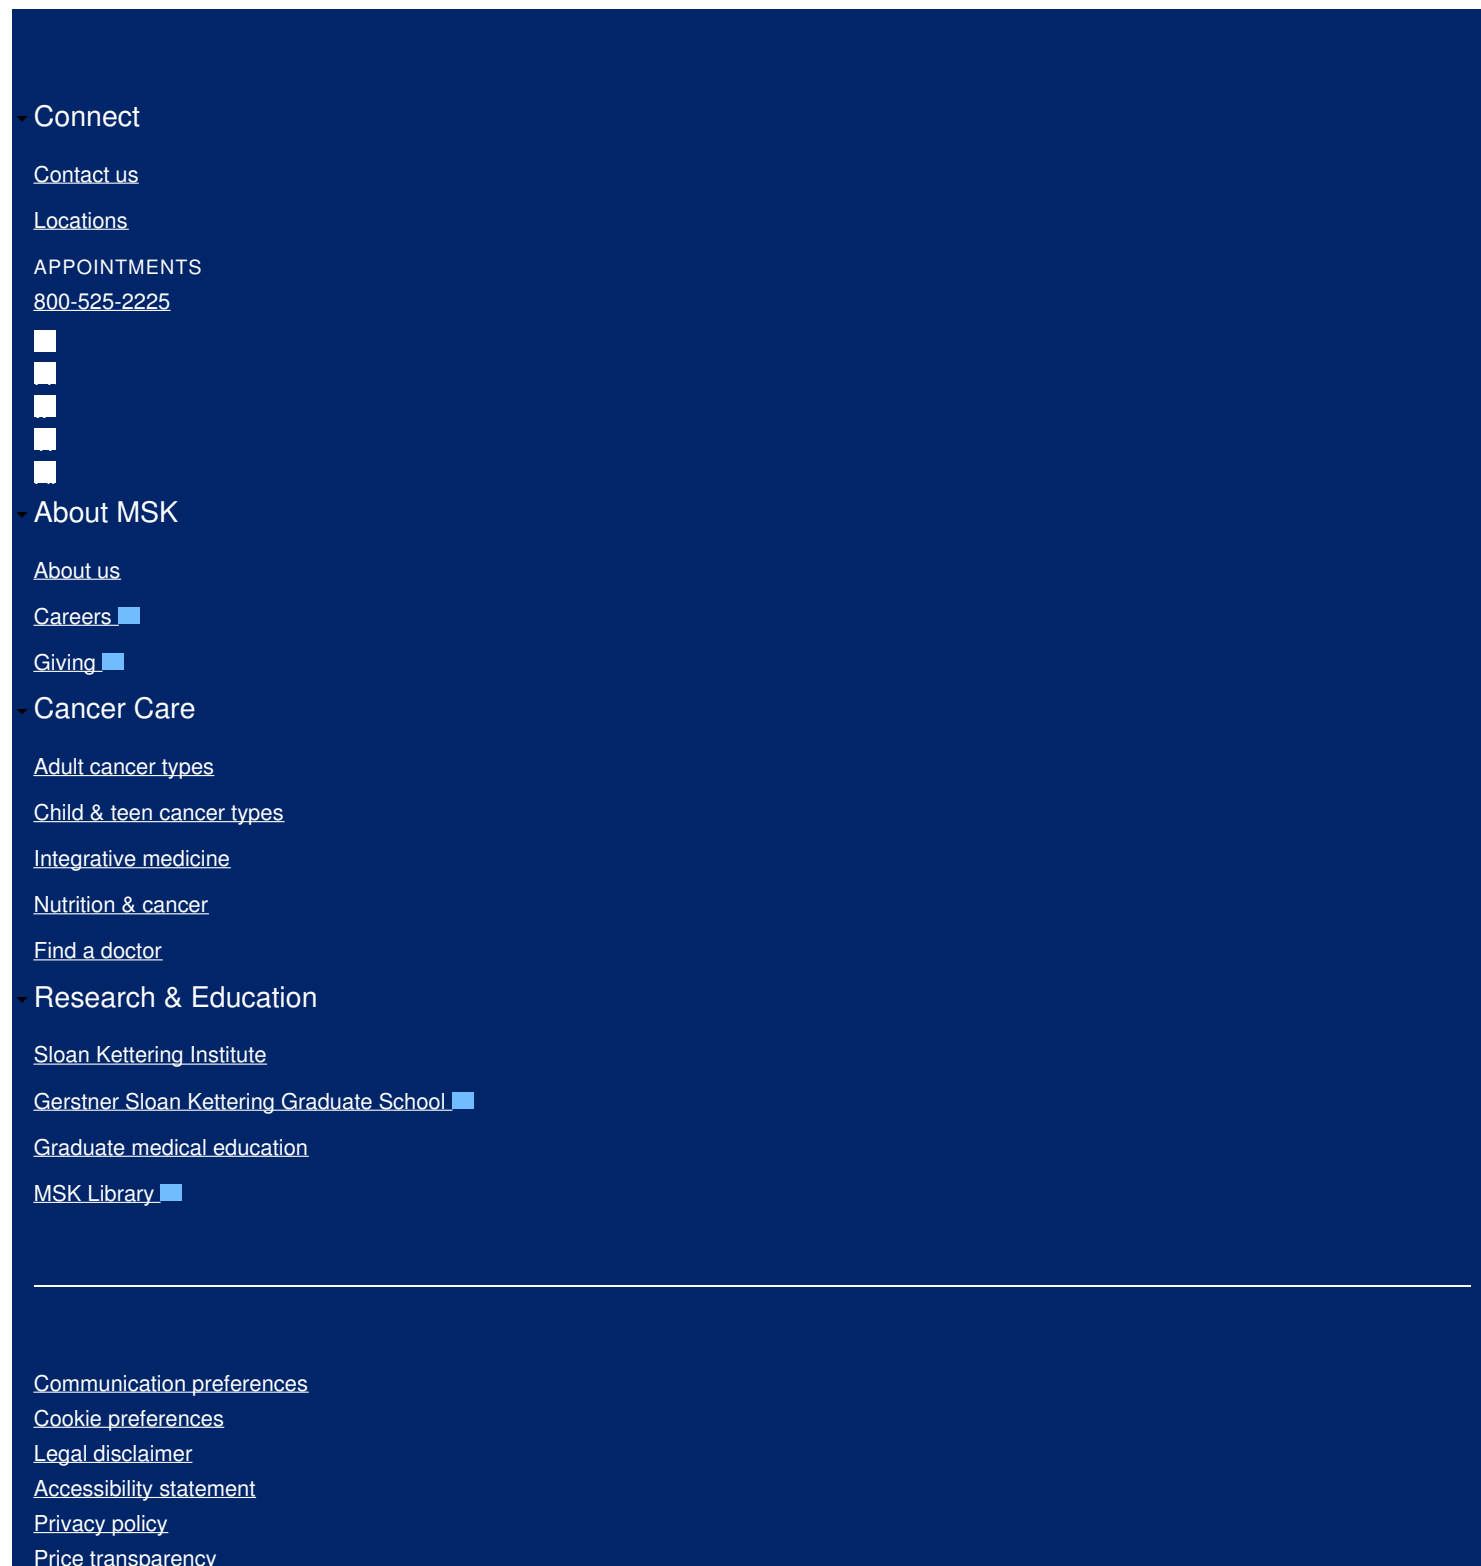 Connect
Contact us
Locations
APPOINTMENTS
800-525-2225
About MSK
About us
Careers
Giving
Cancer Care
Adult cancer types
Child & teen cancer types
Integrative medicine
Nutrition & cancer
Find a doctor
Research & Education
Sloan Kettering Institute
Gerstner Sloan Kettering Graduate School
Graduate medical education
MSK Library
Communication preferences
Cookie preferences
Legal disclaimer
Accessibility statement
Privacy policy
Price transparency